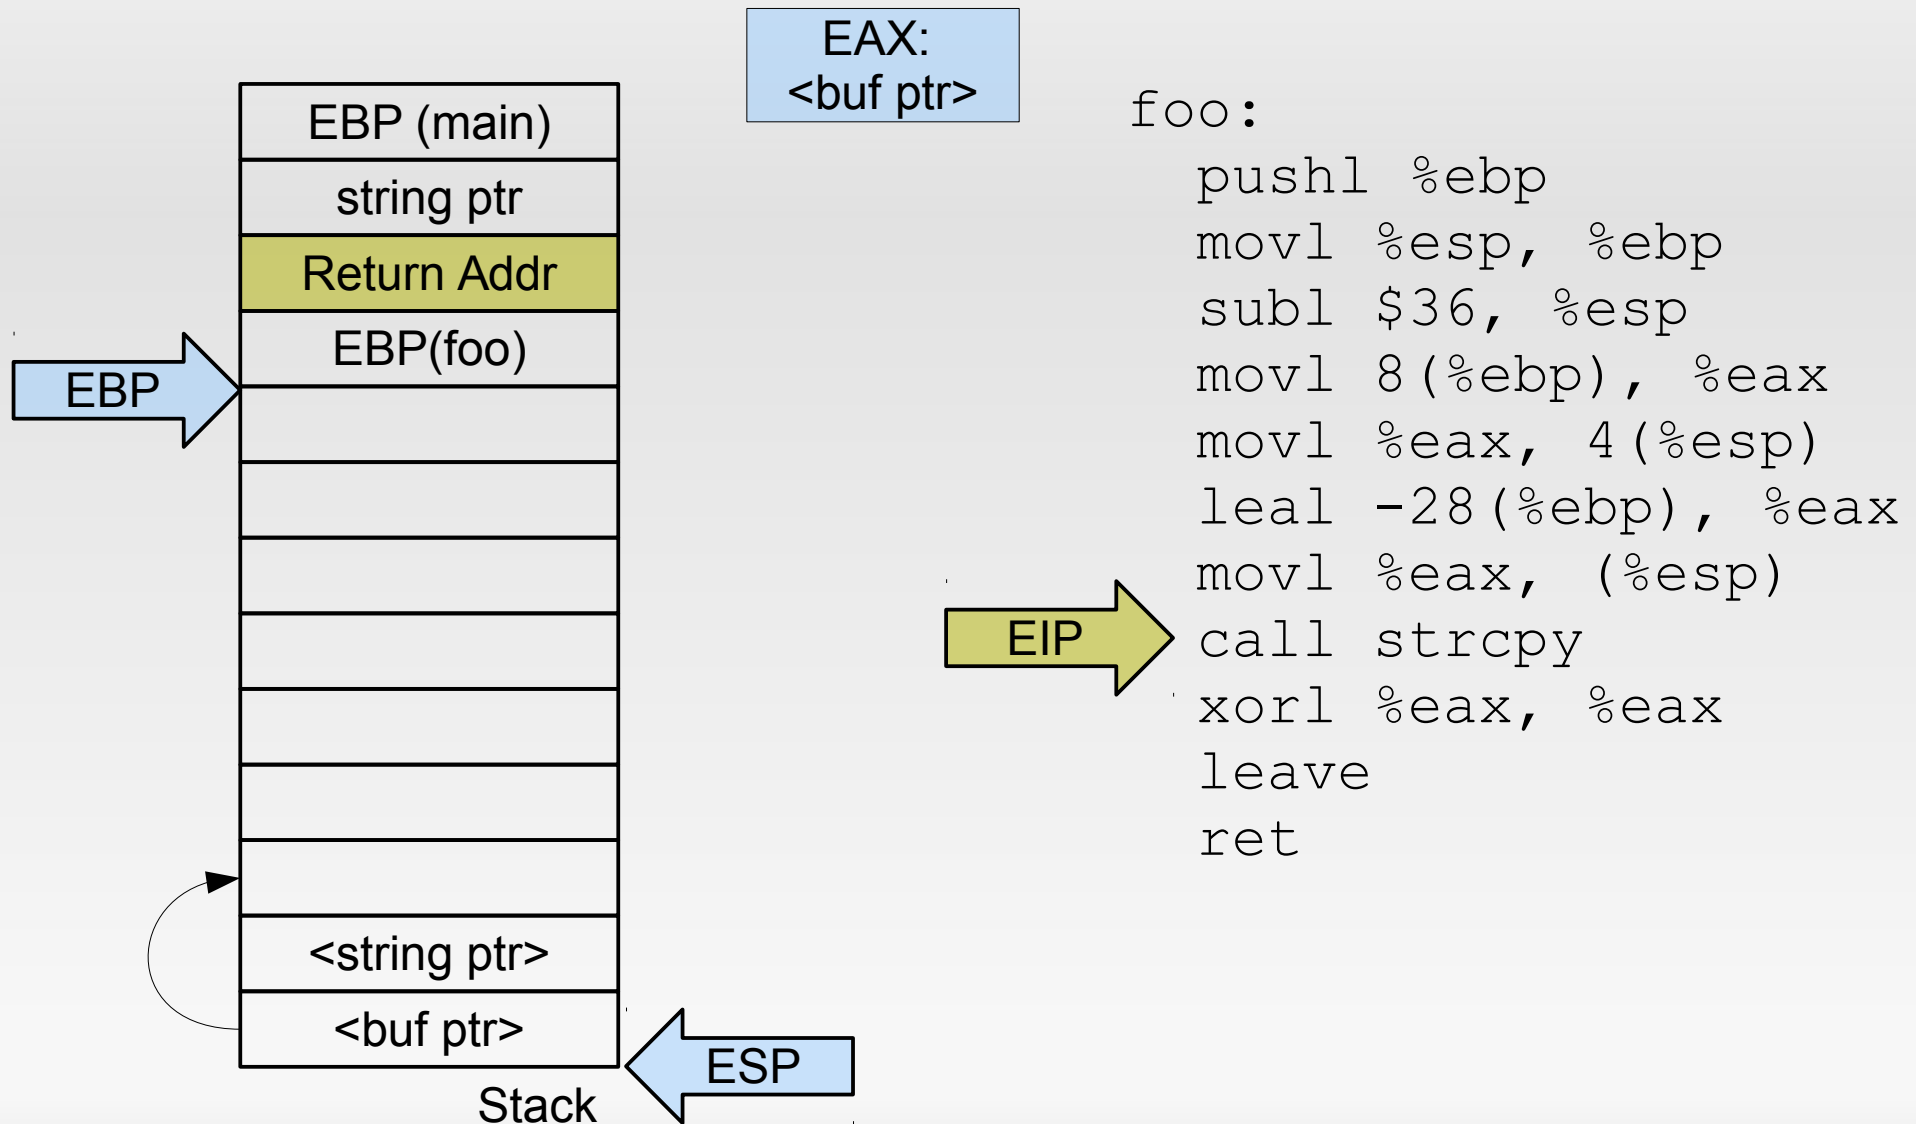 EAX:
<buf ptr>
EBP (main)
string ptr
Return Addr
EBP(foo)
<string ptr>
<buf ptr>
Stack
EBP
ESP
EIP
foo:
pushl %ebp
movl %esp, %ebp
subl $36, %esp
movl 8(%ebp), %eax
movl %eax, 4(%esp)
leal -28(%ebp), %eax
movl %eax, (%esp)
call strcpy
xorl %eax, %eax
leave
ret